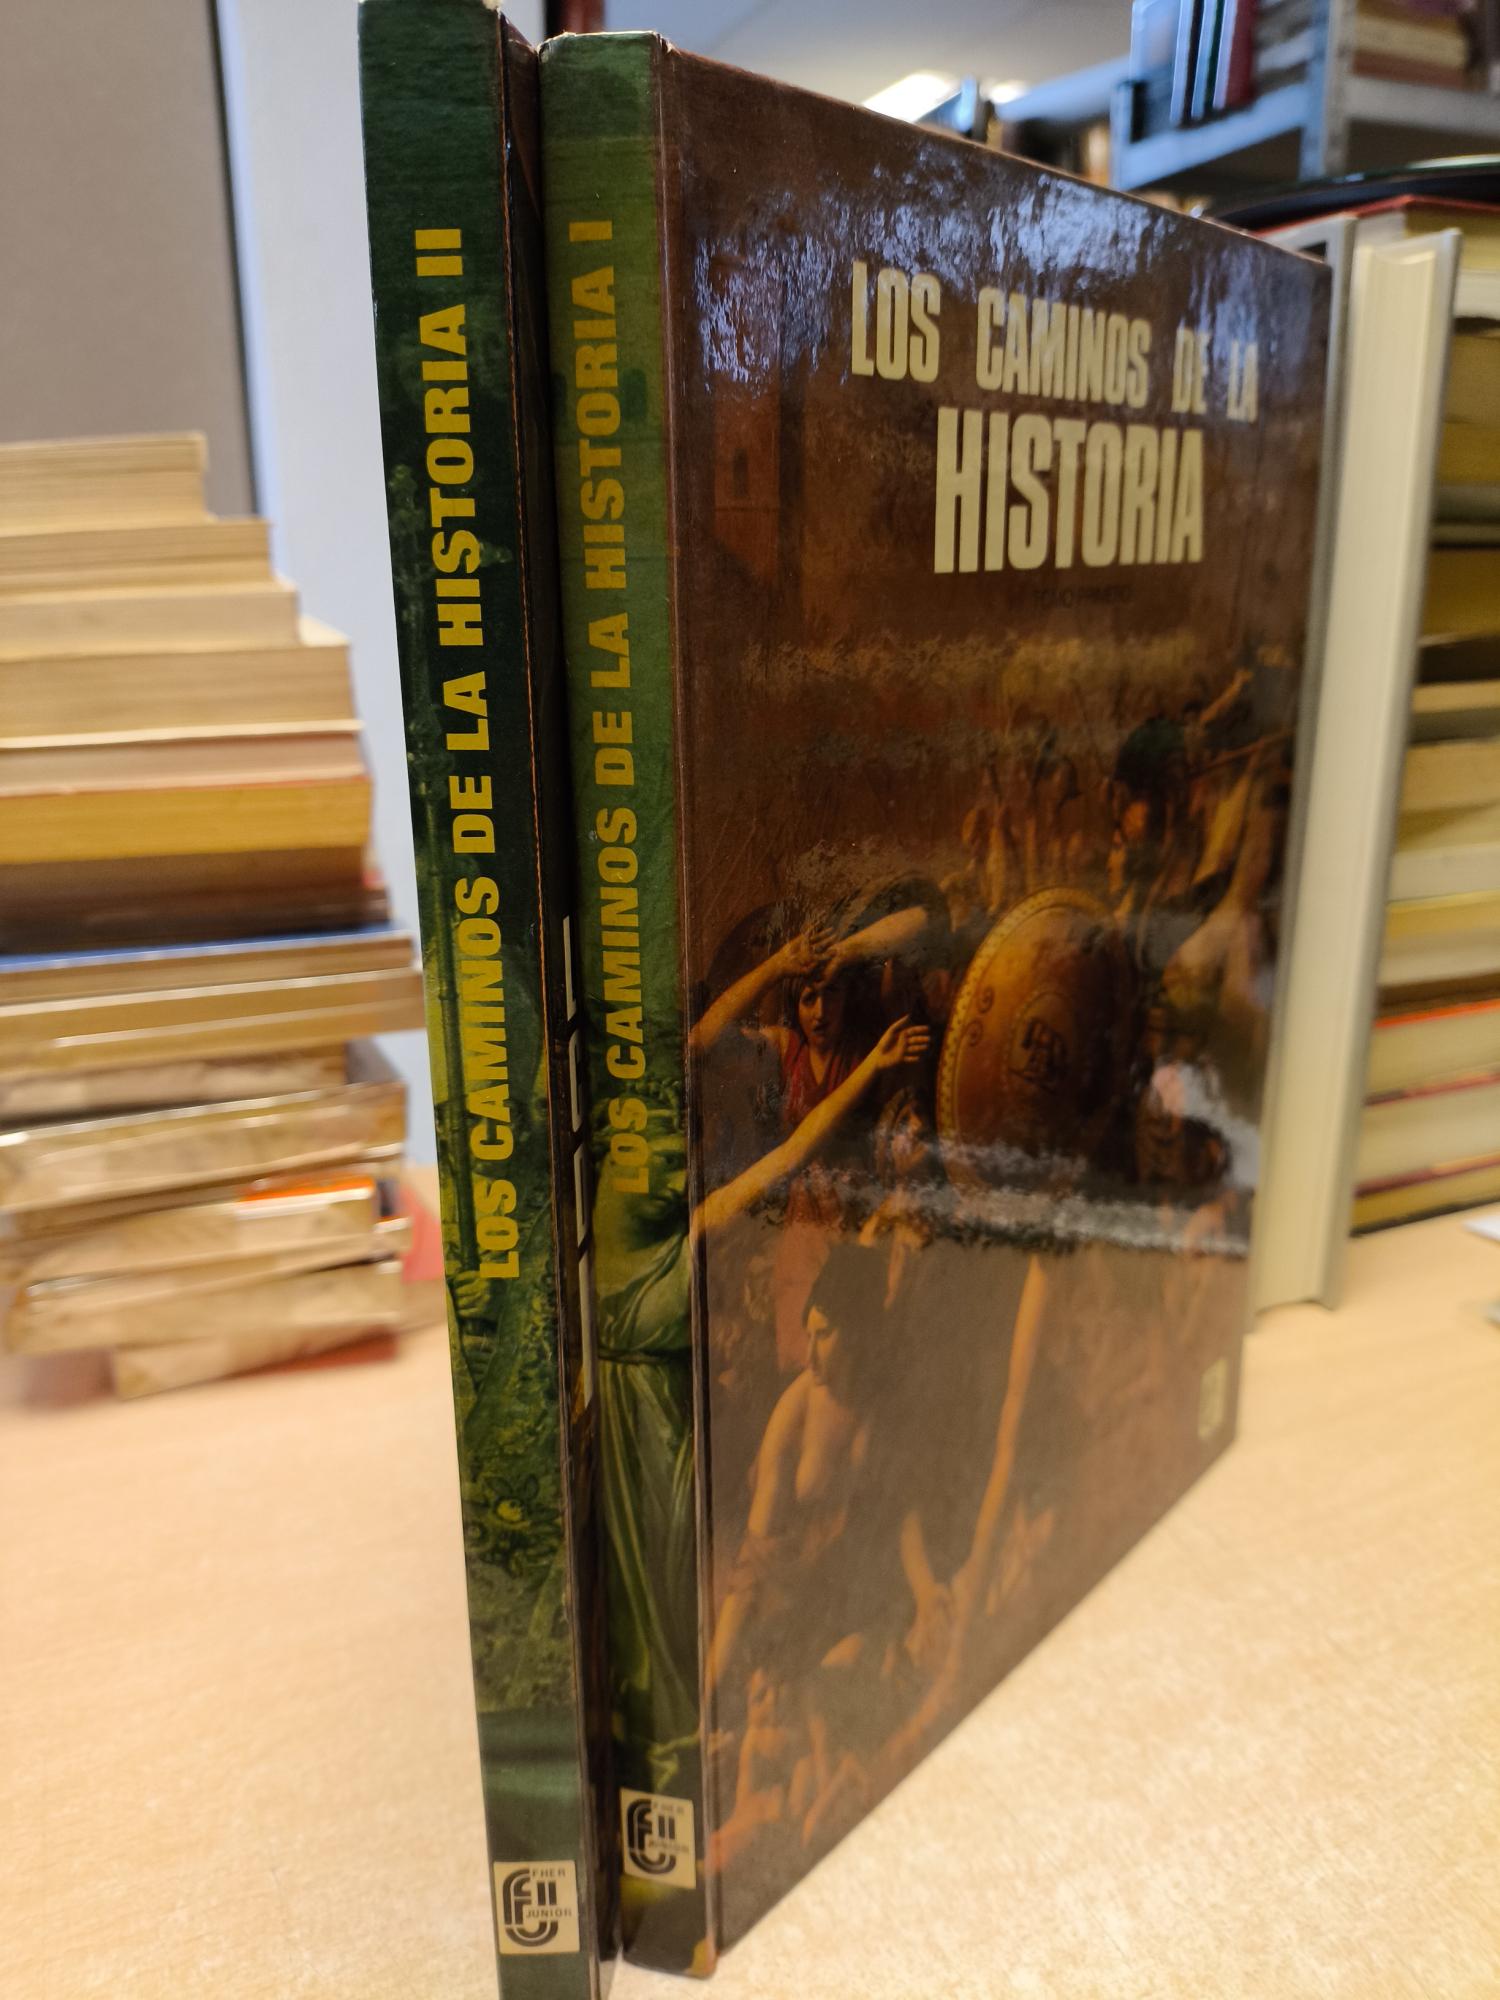 LOS CAMINOS DE LA HISTORIA II
FHER
JUNIOR
LOS CAMINOS DE LA HISTORIA I
FHER
JUNIOR
LOS CAMINOS DE LA
HISTORIA
TOMO PRIMERO